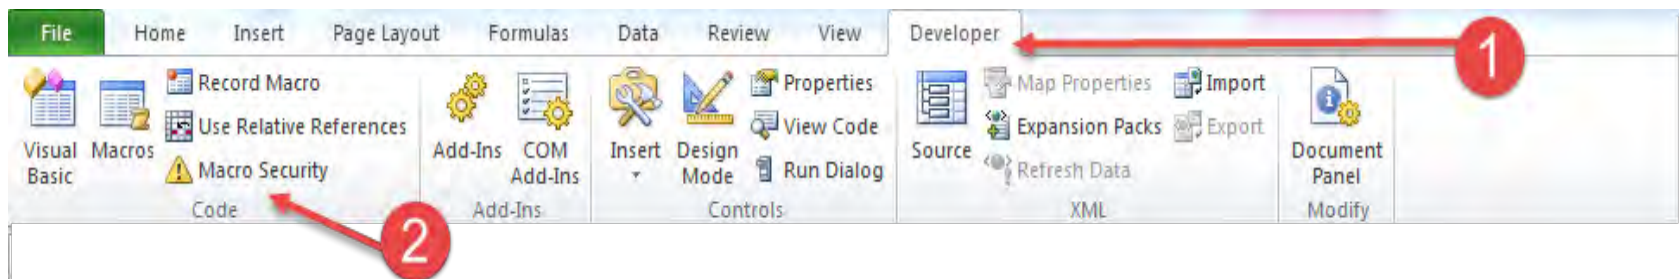 File Home Insert Page Layout Formulas Data Review View Developer
1
Record Macro
Use Relative References
Macro Security
Visual Basic
Macros
Code
2
Add-Ins
COM Add-Ins
Add-Ins
Insert
Design Mode
Properties
View Code
Run Dialog
Controls
Source
Map Properties
Expansion Packs
Refresh Data
Import
Export
XML
Document Panel
Modify